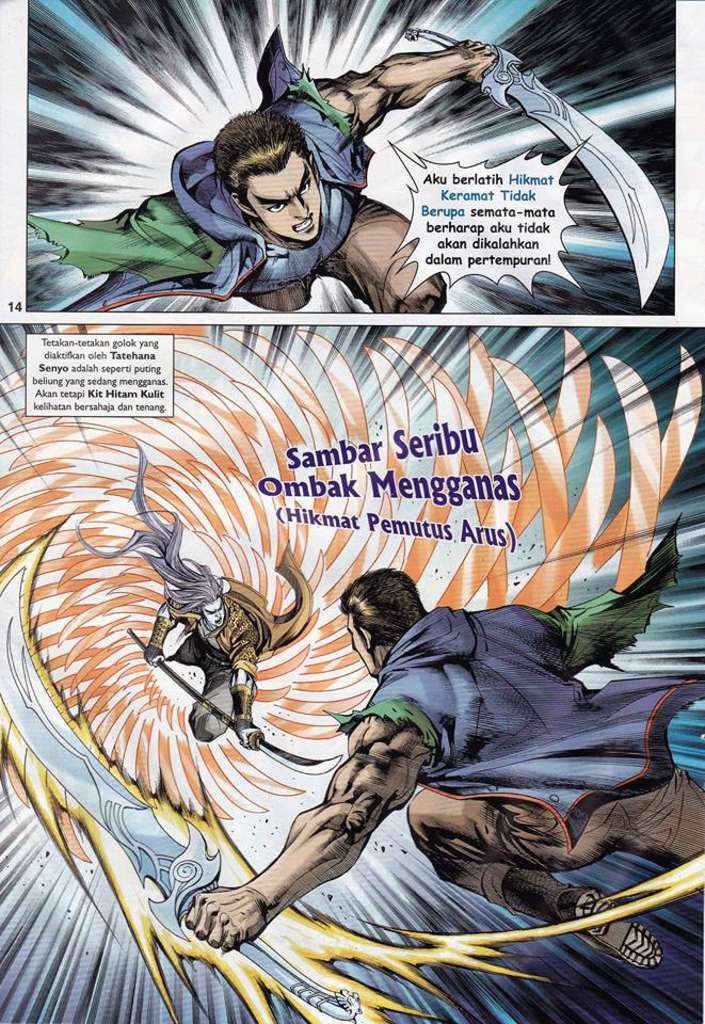 Aku berlatih Hikmat
Keramat Tidak
Berupa semata-mata
berharap aku tidak
akan dikalahkan
dalam pertempuran!
14
Tetakan-tetakan golok yang
diaktifkan oleh Tatehana
Senyo adalah seperti puting
beliung yang sedang mengganas.
Akan tetapi Kit Hitam Kulit
kelihatan bersahaja dan tenang.
Sambar Seribu
Ombak Mengganas
(Hikmat Pemutus Arus)